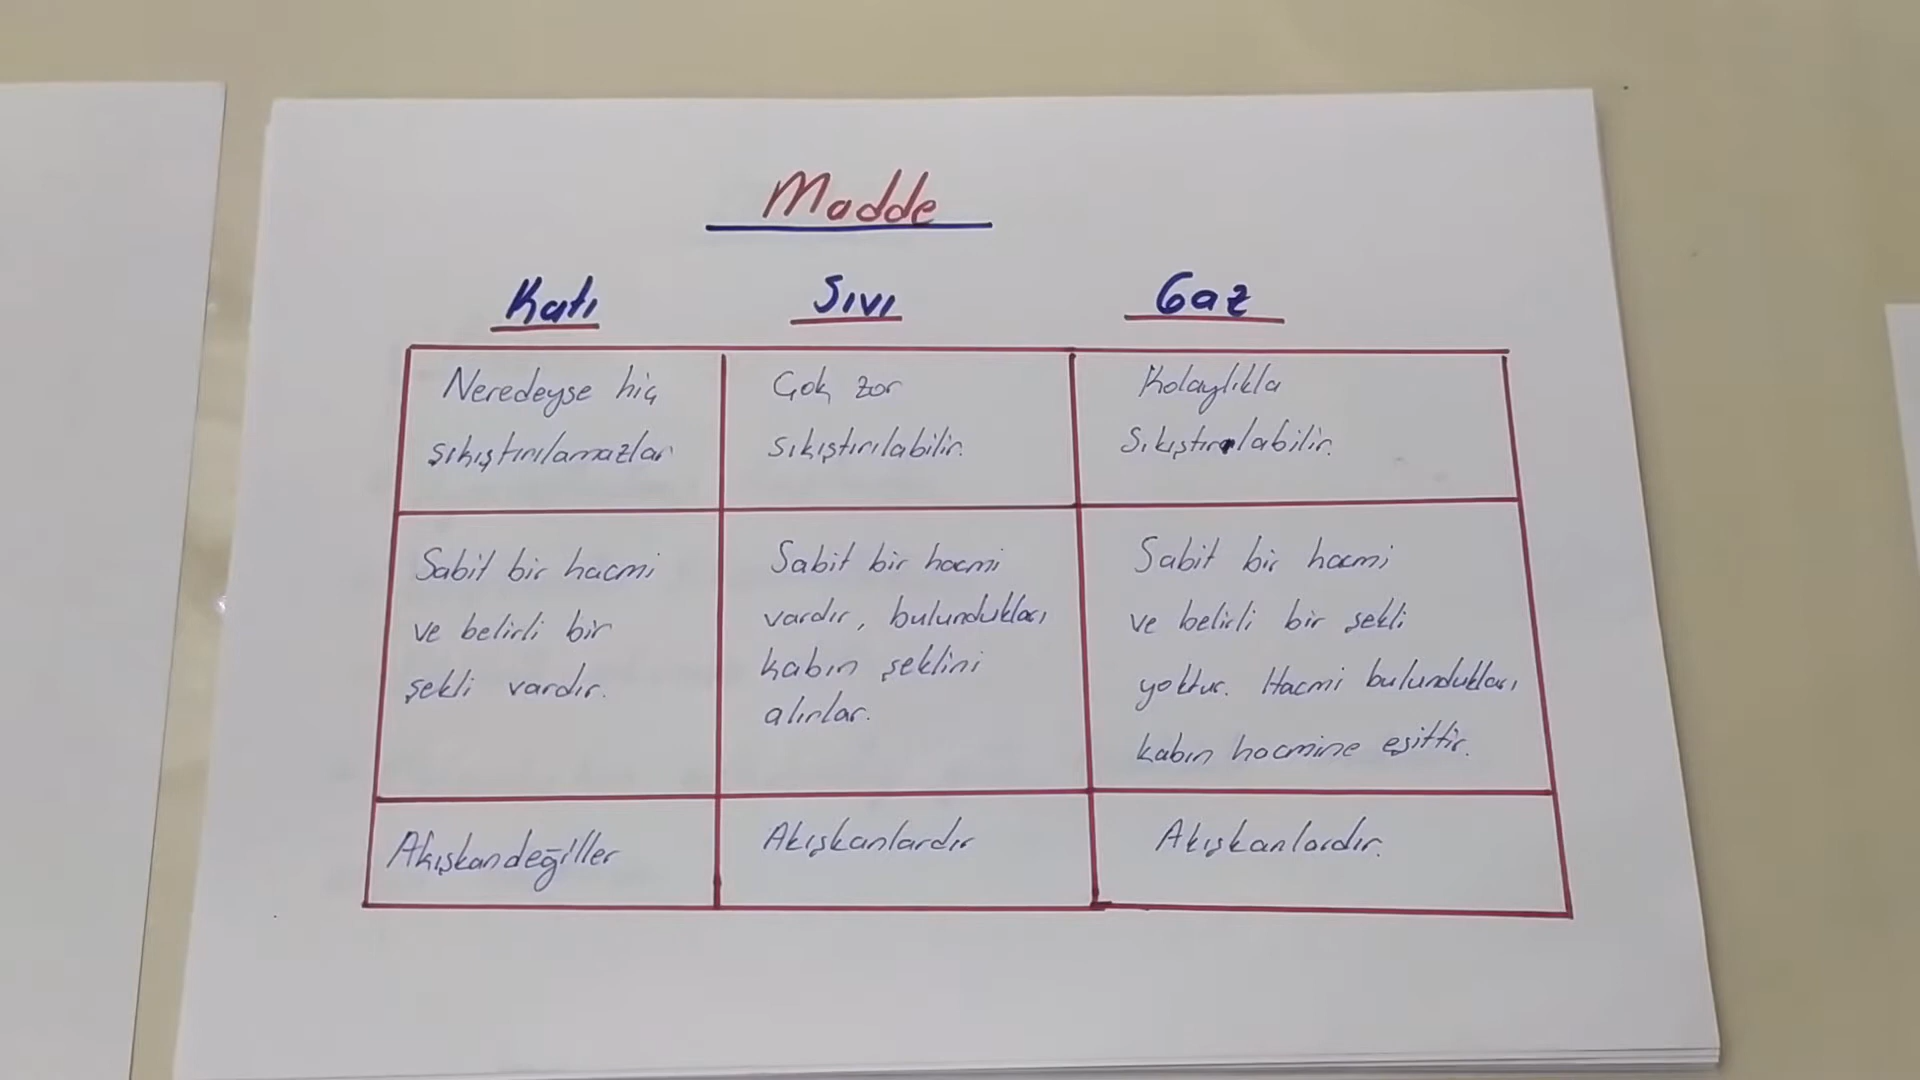 Madde
Katı
Sıvı
Gaz
Neredeyse hiç
sıkıştırılamazlar
Çok zor
sıkıştırılabilir.
Kolaylıkla
sıkıştırılabilir.
Sabit bir hacmi
ve belirli bir
şekli vardır.
Sabit bir hacmi
vardır, bulundukları
kabın şeklini
alırlar.
Sabit bir hacmi
ve belirli bir şekli
yoktur. Hacmi bulundukları
kabın hacmine eşittir.
Akışkan değiller
Akışkanlardır
Akışkanlardır.